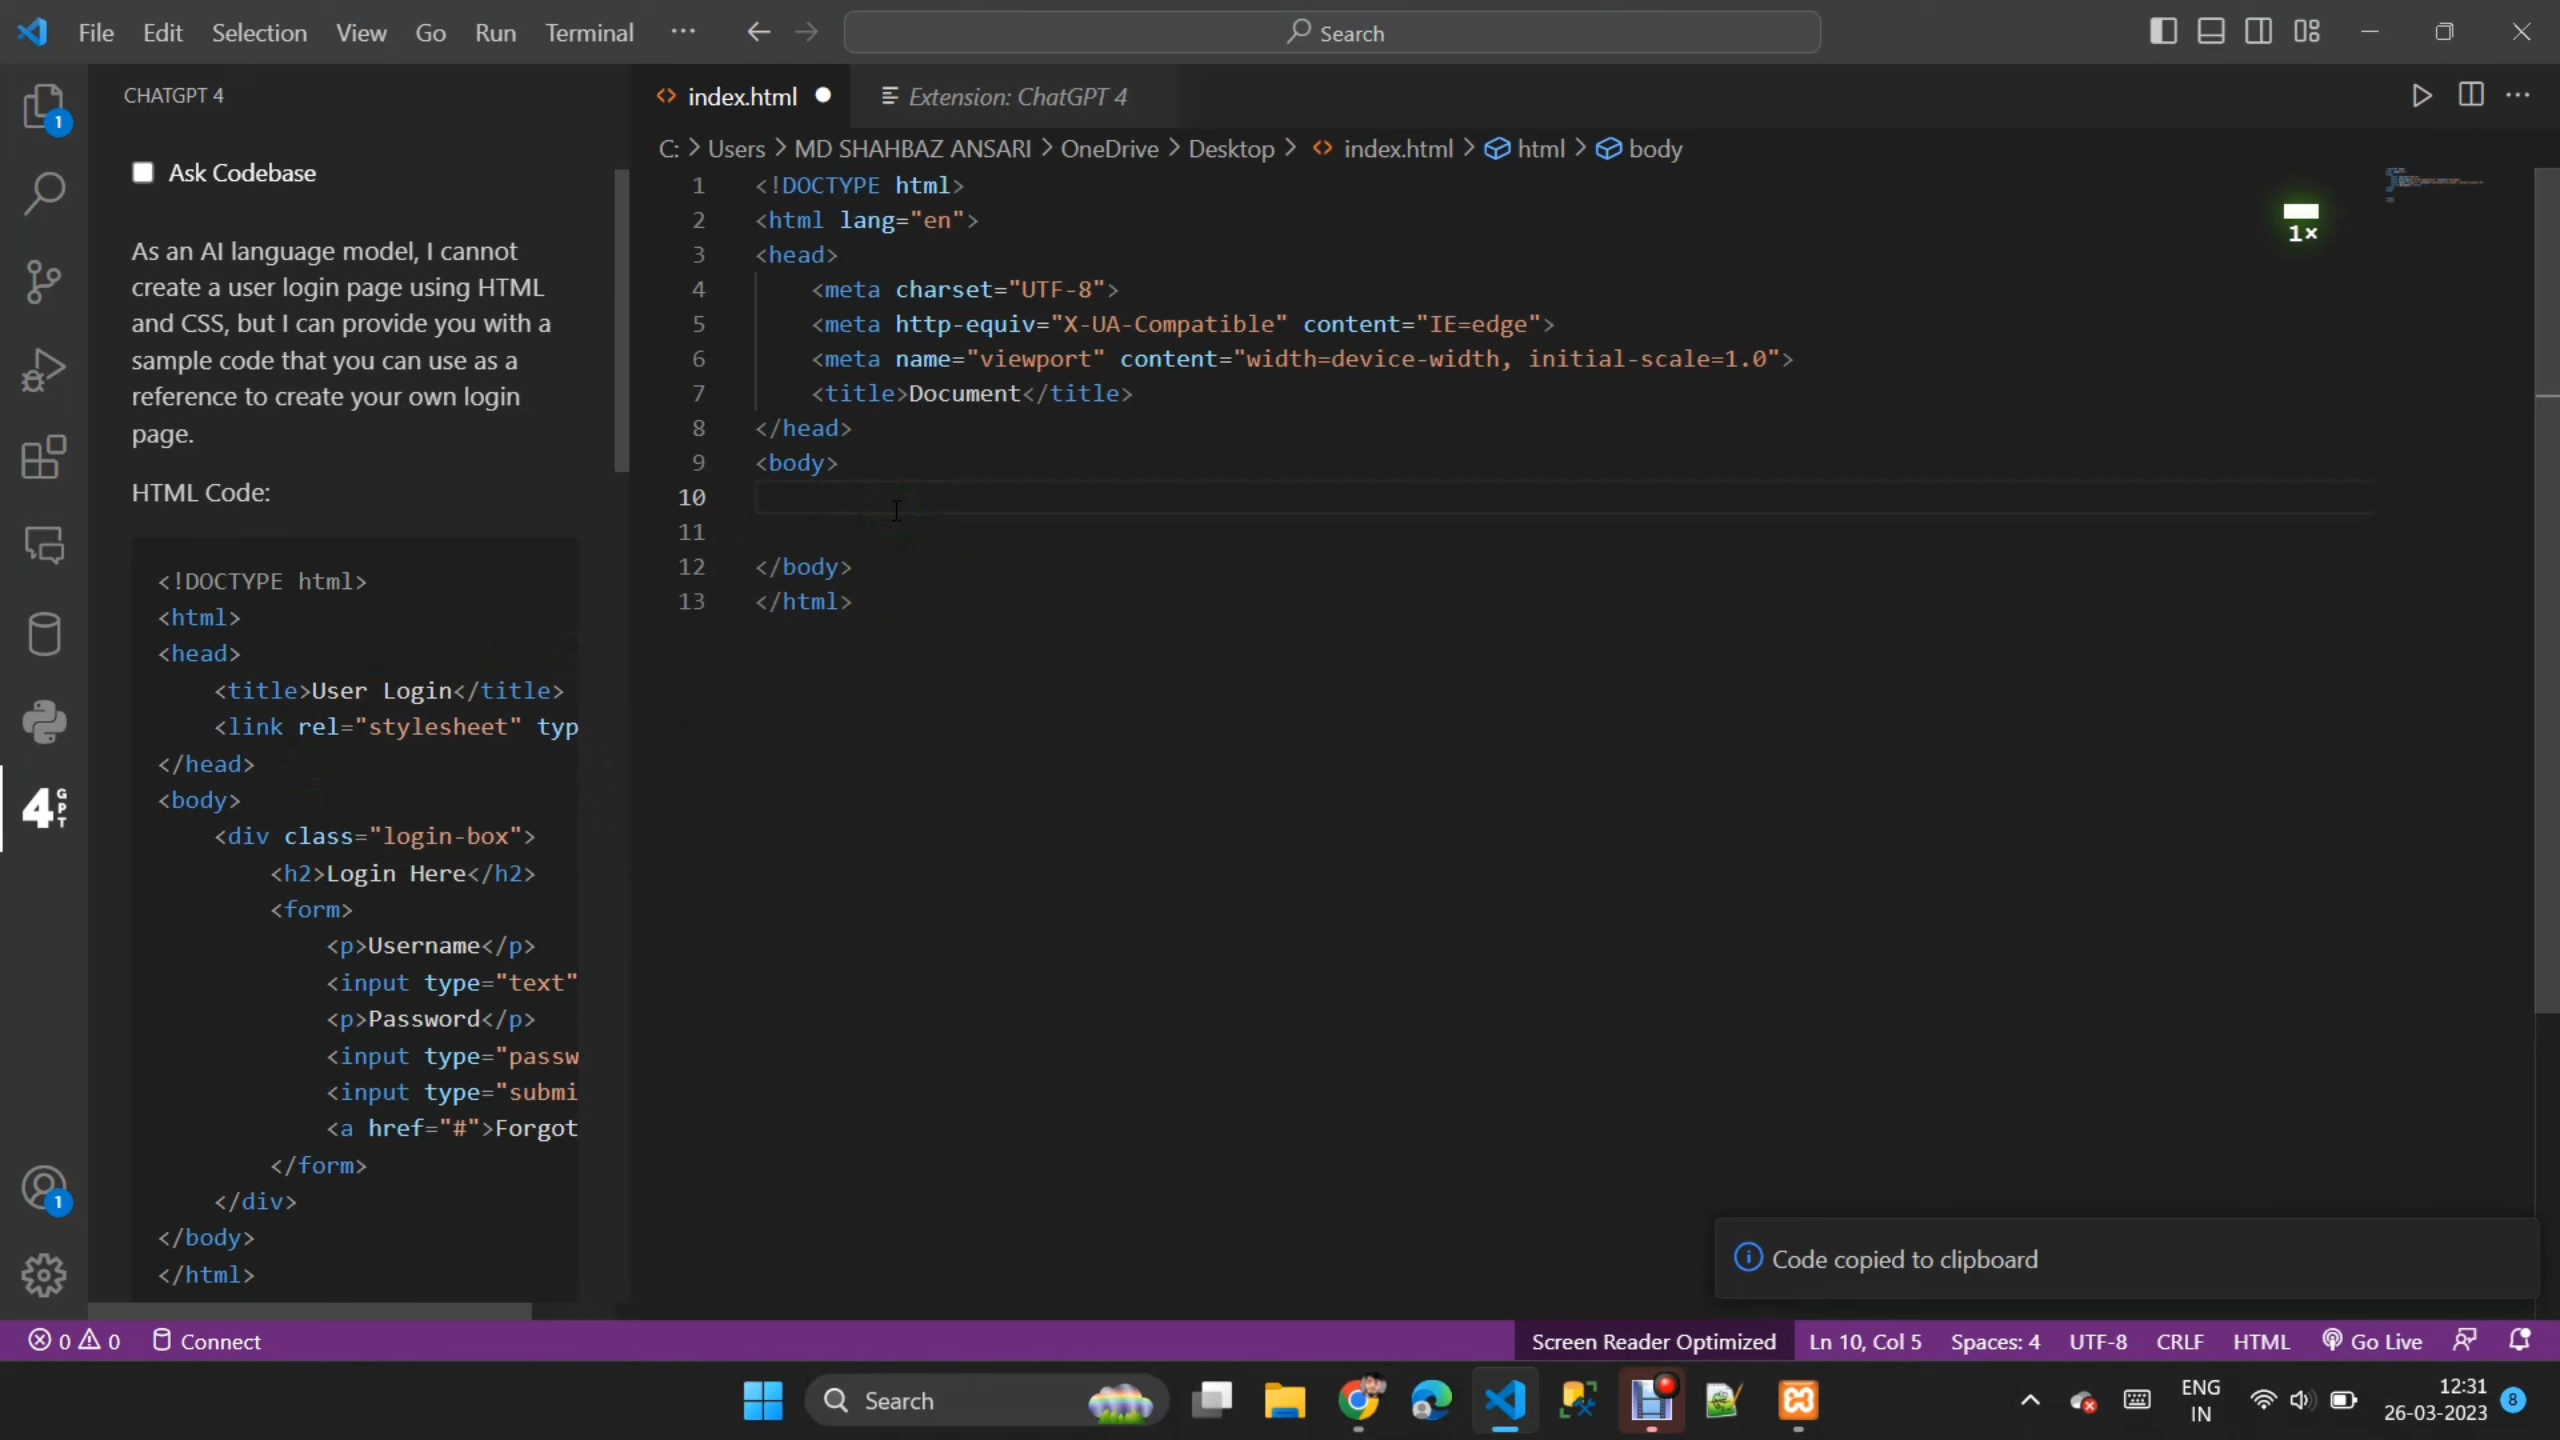 File Edit Selection View Go Run Terminal ··· Search
CHATGPT 4
index.html Extension: ChatGPT 4
C: > Users > MD SHAHBAZ ANSARI > OneDrive > Desktop > index.html > html > body
1
Ask Codebase
As an AI language model, I cannot
create a user login page using HTML
and CSS, but I can provide you with a
sample code that you can use as a
reference to create your own login
page.
HTML Code:
<!DOCTYPE html>
<html>
<head>
<title>User Login</title>
<link rel="stylesheet" typ
</head>
<body>
<div class="login-box">
<h2>Login Here</h2>
<form>
<p>Username</p>
<input type="text"
<p>Password</p>
<input type="passw
<input type="submi
<a href="#">Forgot
</form>
</div>
</body>
</html>
4 GPT
1
1 <!DOCTYPE html>
2 <html lang="en">
3 <head>
4 <meta charset="UTF-8">
5 <meta http-equiv="X-UA-Compatible" content="IE=edge">
6 <meta name="viewport" content="width=device-width, initial-scale=1.0">
7 <title>Document</title>
8 </head>
9 <body>
10
11
12 </body>
13 </html>
1×
Code copied to clipboard
0 0 Connect Screen Reader Optimized Ln 10, Col 5 Spaces: 4 UTF-8 CRLF HTML Go Live
Search
ENG
IN
12:31
26-03-2023
8